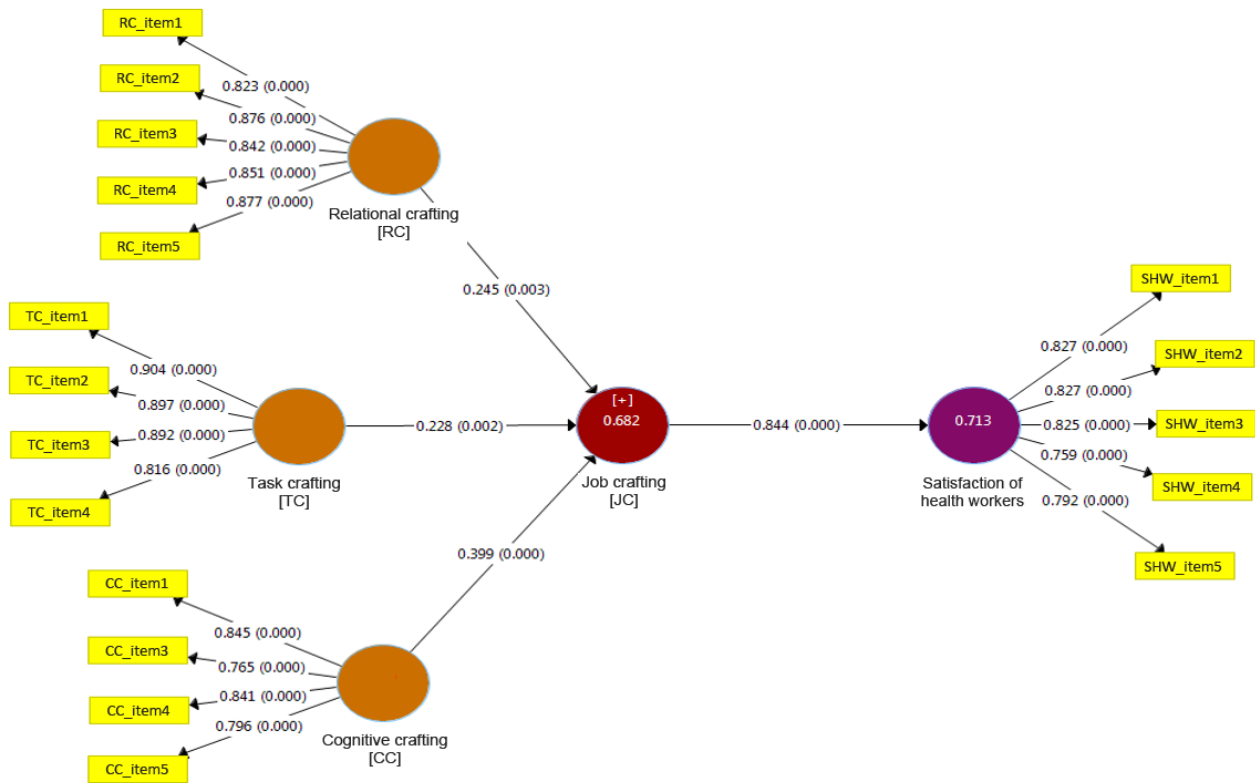 RC_item1
RC_item2
RC_item3
RC_item4
RC_item5
0.823 (0.000)
0.876 (0.000)
0.842 (0.000)
0.851 (0.000)
0.877 (0.000)
Relational crafting
[RC]
0.245 (0.003)
TC_item1
TC_item2
TC_item3
TC_item4
0.904 (0.000)
0.897 (0.000)
0.892 (0.000)
0.816 (0.000)
Task crafting
[TC]
0.228 (0.002)
CC_item1
CC_item3
CC_item4
CC_item5
0.845 (0.000)
0.765 (0.000)
0.841 (0.000)
0.796 (0.000)
Cognitive crafting
[CC]
0.399 (0.000)
[+]
0.682
Job crafting
[JC]
0.844 (0.000)
0.713
Satisfaction of
health workers
0.827 (0.000)
0.827 (0.000)
0.825 (0.000)
0.759 (0.000)
0.792 (0.000)
SHW_item1
SHW_item2
SHW_item3
SHW_item4
SHW_item5